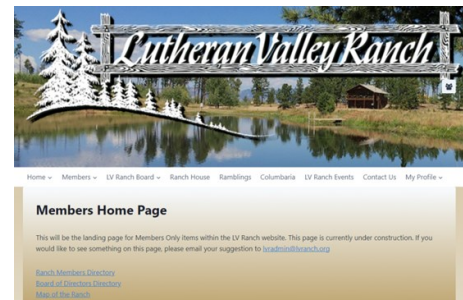 Lutheran Valley Ranch
Home Members LV Ranch Board Ranch House Ramblings Columbaria LV Ranch Events Contact Us My Profile
Members Home Page
This will be the landing page for Members Only items within the LV Ranch website. This page is currently under construction. If you
would like to see something on this page, please email your suggestion to lvradmin@lvranch.org
Ranch Members Directory
Board of Directors Directory
Map of the Ranch